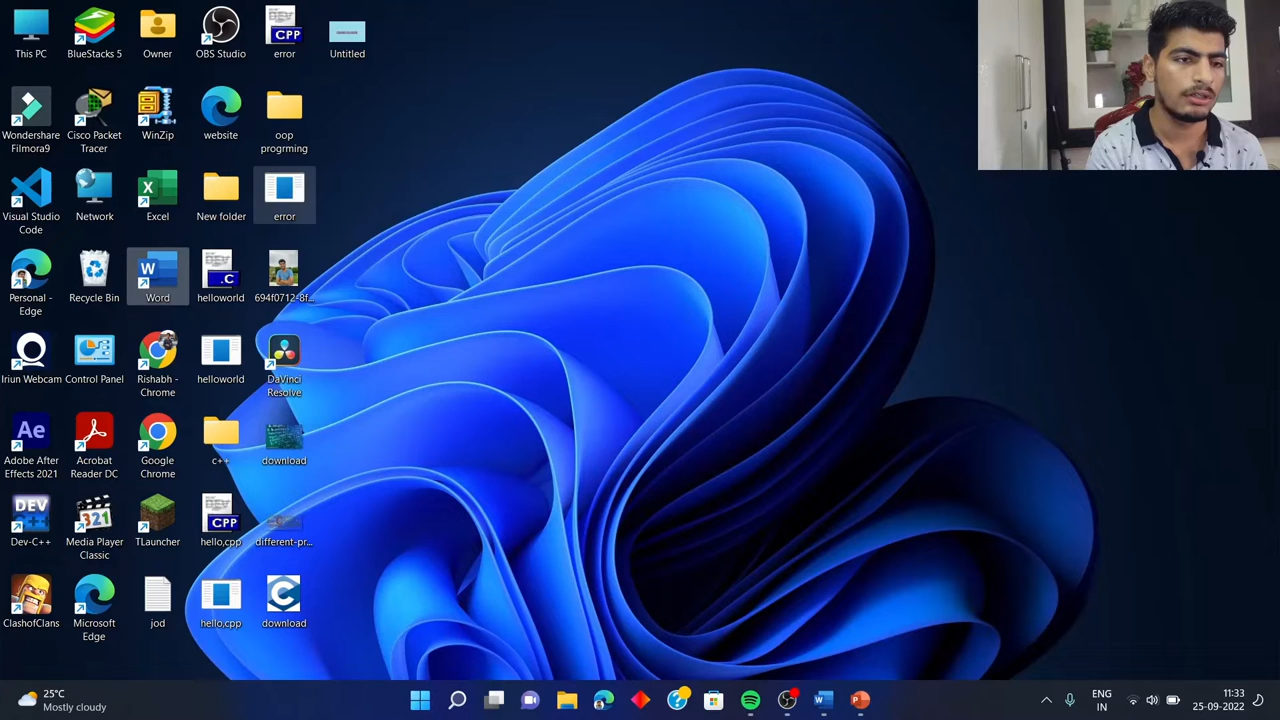 This PC
BlueStacks 5
Owner
OBS Studio
error
Untitled
Wondershare
Filmora9
Cisco Packet
Tracer
WinZip
website
oop
progrming
Visual Studio
Code
Network
Excel
New folder
error
Personal -
Edge
Recycle Bin
Word
helloworld
694f0712-8f...
Iriun Webcam
Control Panel
Rishabh -
Chrome
helloworld
DaVinci
Resolve
Adobe After
Effects 2021
Acrobat
Reader DC
Google
Chrome
c++
download
Dev-C++
Media Player
Classic
TLauncher
hello,cpp
different-pr...
ClashofClans
Microsoft
Edge
jod
hello,cpp
download
25°C
Mostly cloudy
ENG
IN
11:33
25-09-2022